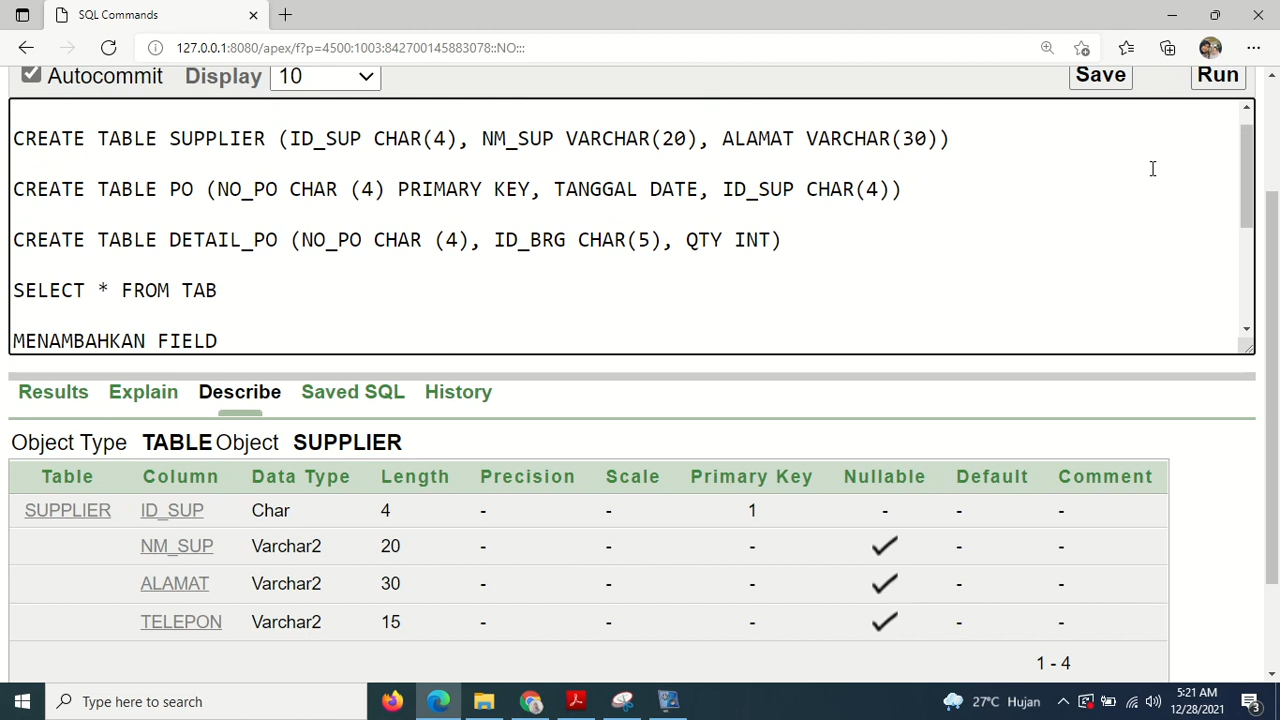 SQL Commands
127.0.0.1:8080/apex/f?p=4500:1003:842700145883078::NO:::
Autocommit Display 10 Save Run
CREATE TABLE SUPPLIER (ID_SUP CHAR(4), NM_SUP VARCHAR(20), ALAMAT VARCHAR(30))
CREATE TABLE PO (NO_PO CHAR (4) PRIMARY KEY, TANGGAL DATE, ID_SUP CHAR(4))
CREATE TABLE DETAIL_PO (NO_PO CHAR (4), ID_BRG CHAR(5), QTY INT)
SELECT * FROM TAB
MENAMBAHKAN FIELD
Results Explain Describe Saved SQL History
Object Type TABLE Object SUPPLIER
Table Column Data Type Length Precision Scale Primary Key Nullable Default Comment
SUPPLIER ID_SUP Char 4 - - 1 - - -
NM_SUP Varchar2 20 - - - - -
ALAMAT Varchar2 30 - - - - -
TELEPON Varchar2 15 - - - - -
1 - 4
Type here to search
27°C Hujan
5:21 AM
12/28/2021
3